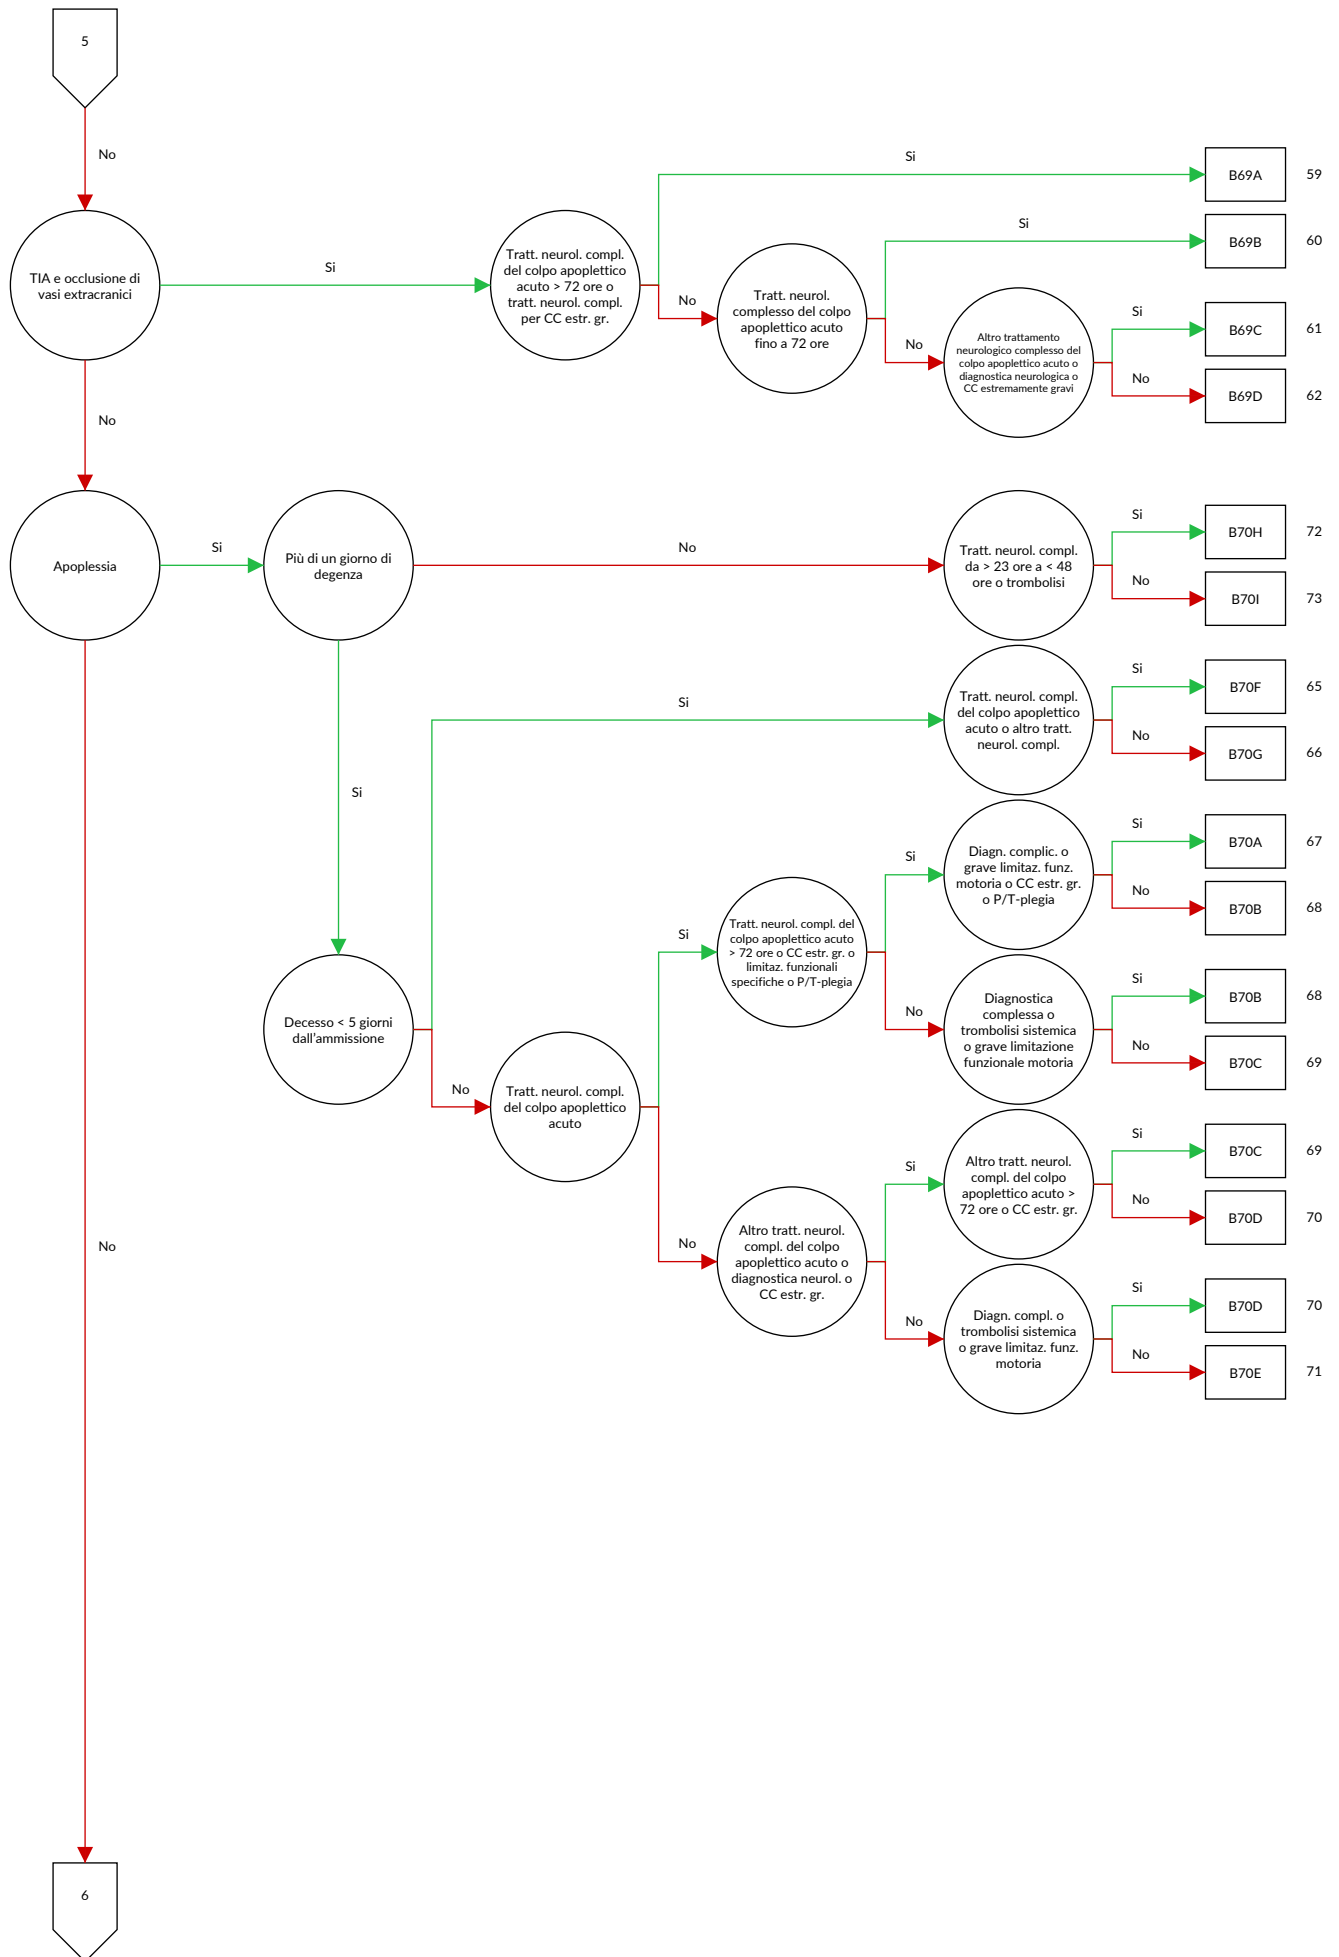 5
No
TIA e occlusione di
vasi extracranici
Si
Tratt. neurol. compl.
del colpo apoplettico
acuto > 72 ore o
tratt. neurol. compl.
per CC estr. gr.
Si
B69A
59
No
Tratt. neurol.
complesso del colpo
apoplettico acuto
fino a 72 ore
Si
B69B
60
No
Altro trattamento
neurologico complesso del
colpo apoplettico acuto o
diagnostica neurologica o
CC estremamente gravi
Si
B69C
61
No
B69D
62
No
Apoplessia
Si
Più di un giorno di
degenza
No
Tratt. neurol. compl.
da > 23 ore a < 48
ore o trombolisi
Si
B70H
72
No
B70I
73
Si
Decesso < 5 giorni
dall'ammissione
Si
Tratt. neurol. compl.
del colpo apoplettico
acuto o altro tratt.
neurol. compl.
Si
B70F
65
No
B70G
66
No
Tratt. neurol. compl.
del colpo apoplettico
acuto
Si
Tratt. neurol. compl. del
colpo apoplettico acuto
> 72 ore o CC estr. gr. o
limitaz. funzionali
specifiche o P/T-plegia
Si
Diagn. complic. o
grave limitaz. funz.
motoria o CC estr. gr.
o P/T-plegia
Si
B70A
67
No
B70B
68
No
Diagnostica
complessa o
trombolisi sistemica
o grave limitazione
funzionale motoria
Si
B70B
68
No
B70C
69
No
Altro tratt. neurol.
compl. del colpo
apoplettico acuto o
diagnostica neurol. o
CC estr. gr.
Si
Altro tratt. neurol.
compl. del colpo
apoplettico acuto >
72 ore o CC estr. gr.
Si
B70C
69
No
B70D
70
No
Diagn. compl. o
trombolisi sistemica
o grave limitaz. funz.
motoria
Si
B70D
70
No
B70E
71
No
6